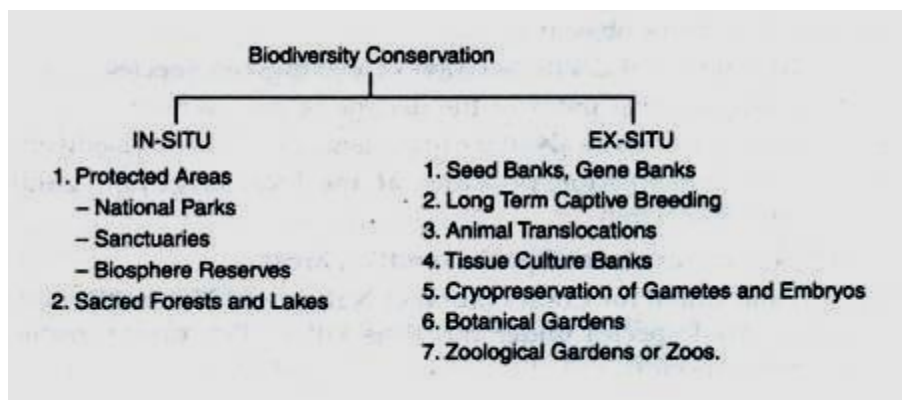 Biodiversity Conservation
IN-SITU
1. Protected Areas
– National Parks
– Sanctuaries
– Biosphere Reserves
2. Sacred Forests and Lakes
EX-SITU
1. Seed Banks, Gene Banks
2. Long Term Captive Breeding
3. Animal Translocations
4. Tissue Culture Banks
5. Cryopreservation of Gametes and Embryos
6. Botanical Gardens
7. Zoological Gardens or Zoos.